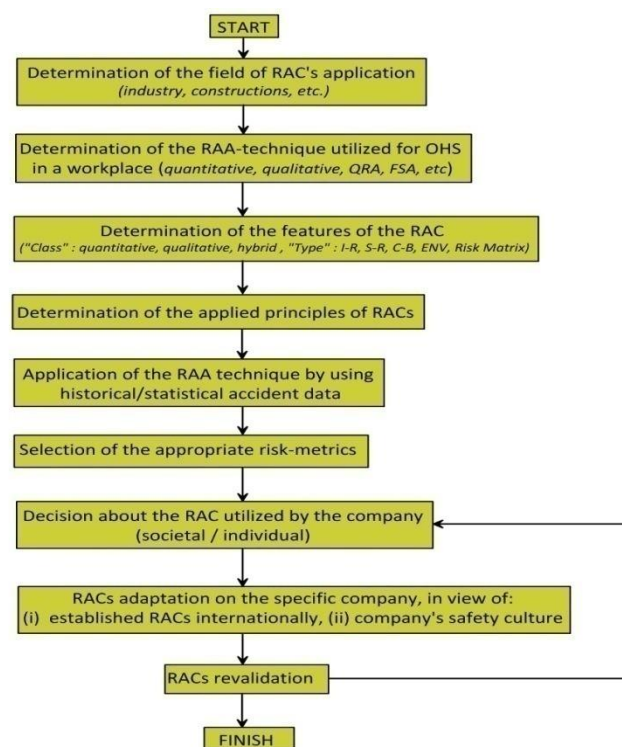 START
Determination of the field of RAC's application
(industry, constructions, etc.)
Determination of the RAA-technique utilized for OHS
in a workplace (quantitative, qualitative, QRA, FSA, etc)
Determination of the features of the RAC
("Class" : quantitative, qualitative, hybrid , "Type" : I-R, S-R, C-B, ENV, Risk Matrix)
Determination of the applied principles of RACs
Application of the RAA technique by using
historical/statistical accident data
Selection of the appropriate risk-metrics
Decision about the RAC utilized by the company
(societal / individual)
RACs adaptation on the specific company, in view of:
(i) established RACs internationally, (ii) company's safety culture
RACs revalidation
FINISH